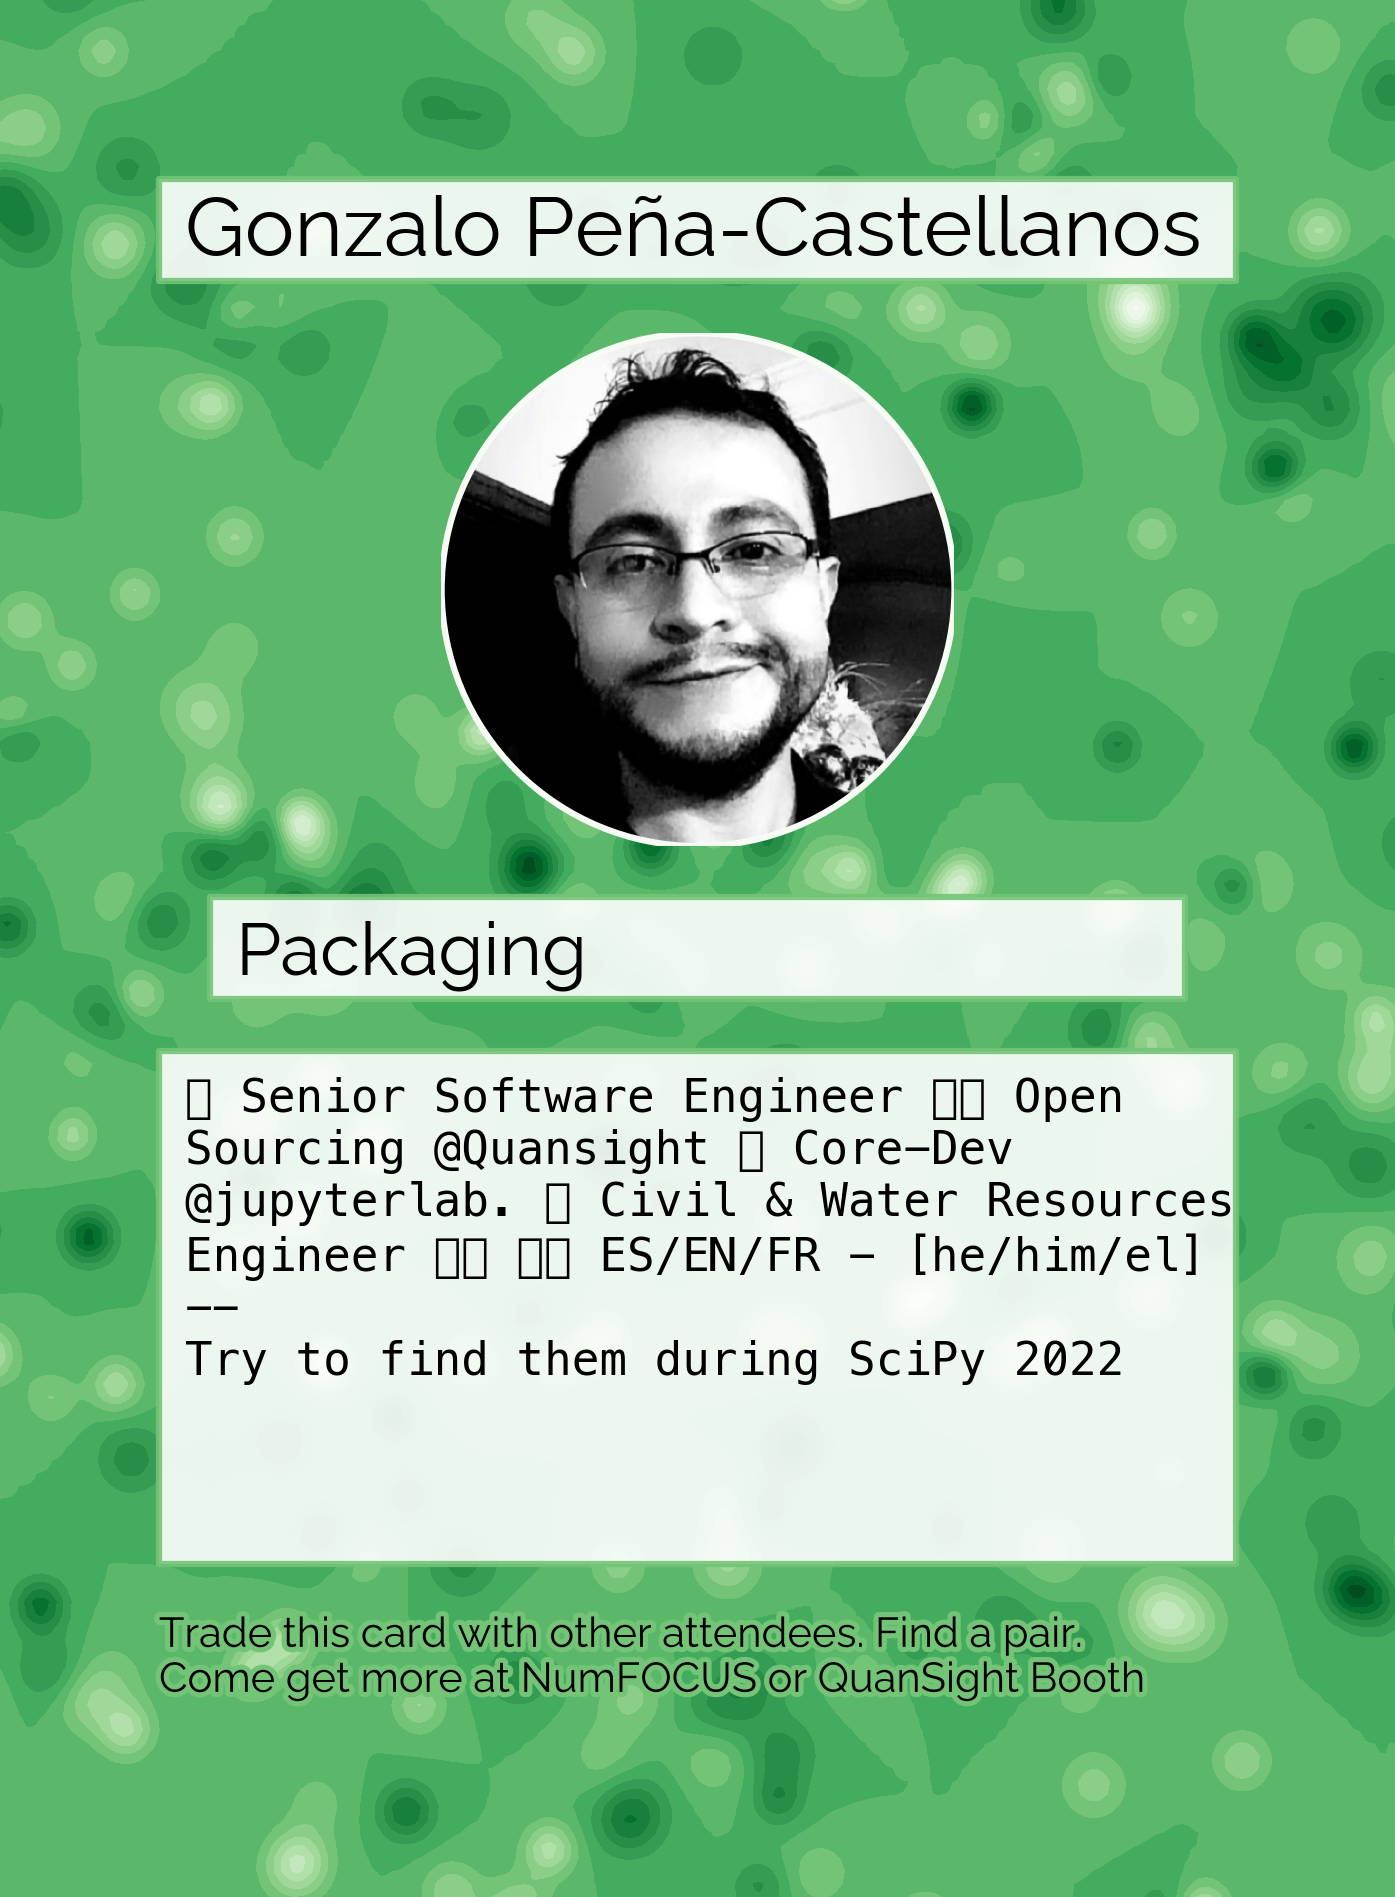 Gonzalo Peña-Castellanos
Packaging
▯ Senior Software Engineer ▯▯ Open
Sourcing @Quansight ▯ Core−Dev
@jupyterlab. ▯ Civil & Water Resources
Engineer ▯▯ ▯▯ ES/EN/FR − [he/him/el]
−−
Try to find them during SciPy 2022
Trade this card with other attendees. Find a pair.
Come get more at NumFOCUS or QuanSight Booth